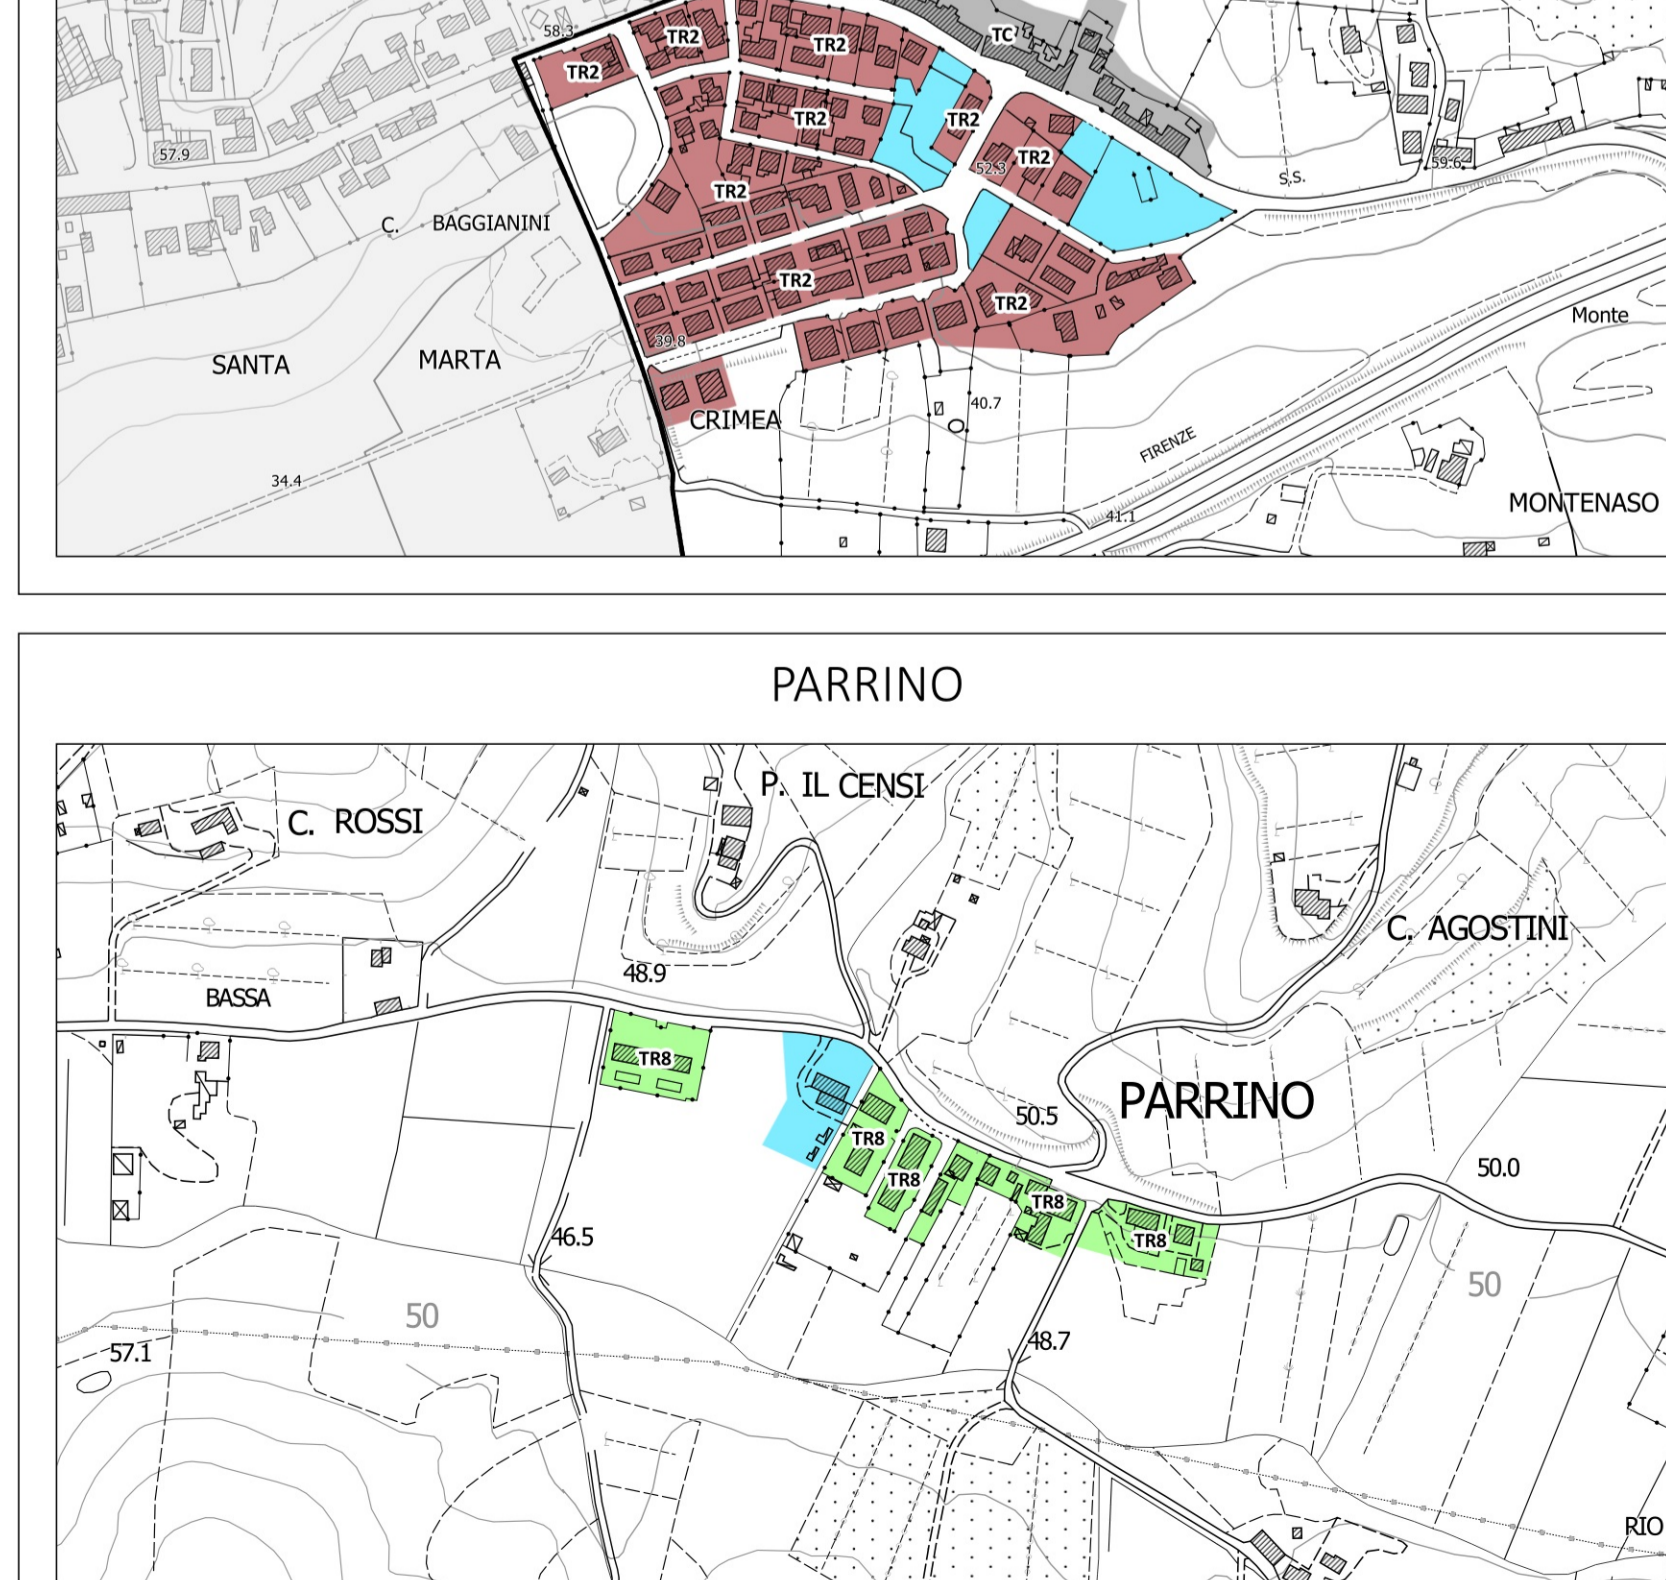 58.3
TR2
TR2
TR2
TC
TR2
TR2
TR2
57.9
52.3
59.6
S.S.
TR2
C. BAGGIANINI
TR2
TR2
Monte
39.8
SANTA MARTA
CRIMEA
40.7
FIRENZE
34.4
41.1
MONTENASO
PARRINO
P. IL CENSI
C. ROSSI
C. AGOSTINI
48.9
BASSA
TR8
PARRINO
50.5
TR8
50.0
TR8
TR8
46.5
TR8
50
50
48.7
57.1
RIO